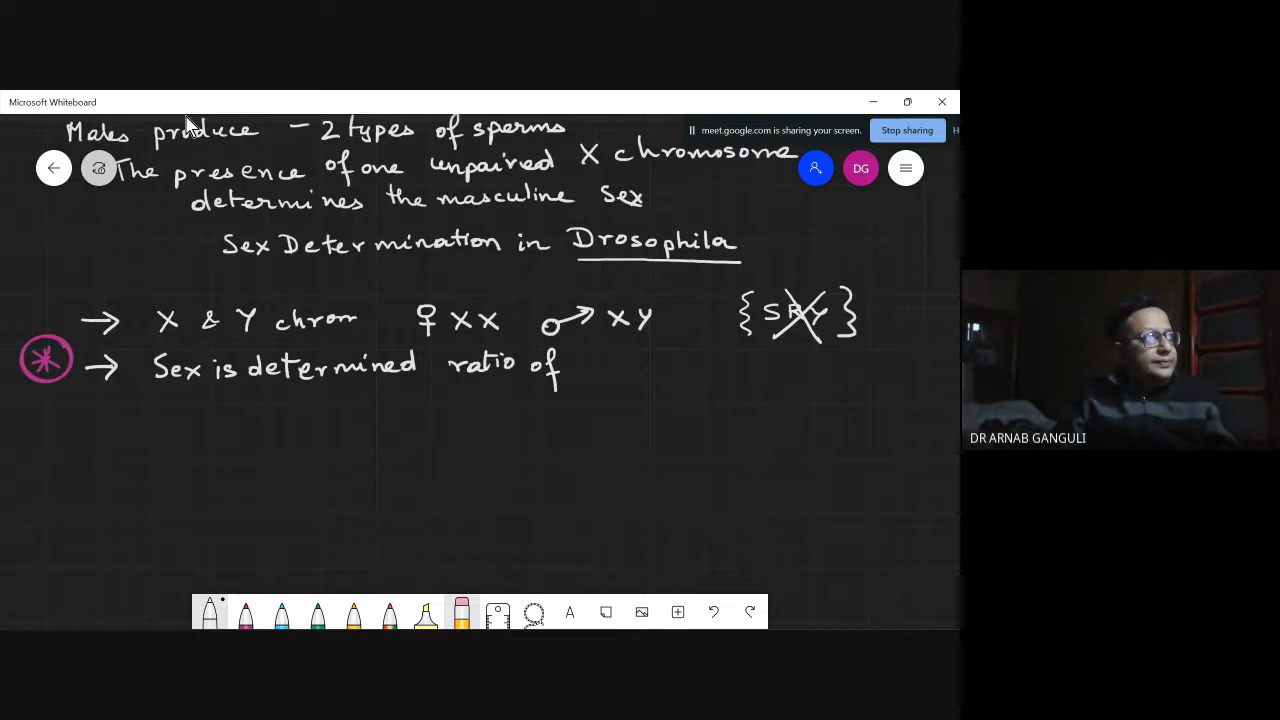 Microsoft Whiteboard
Males produce - 2 types of sperms
meet.google.com is sharing your screen.
Stop sharing
H
The presence of one unpaired X chromosome
DG
determines the masculine Sex
Sex Determination in Drosophila
→ X & Y chrom ♀ XX ♂ XY {SRY}
* → Sex is determined ratio of
DR ARNAB GANGULI
A